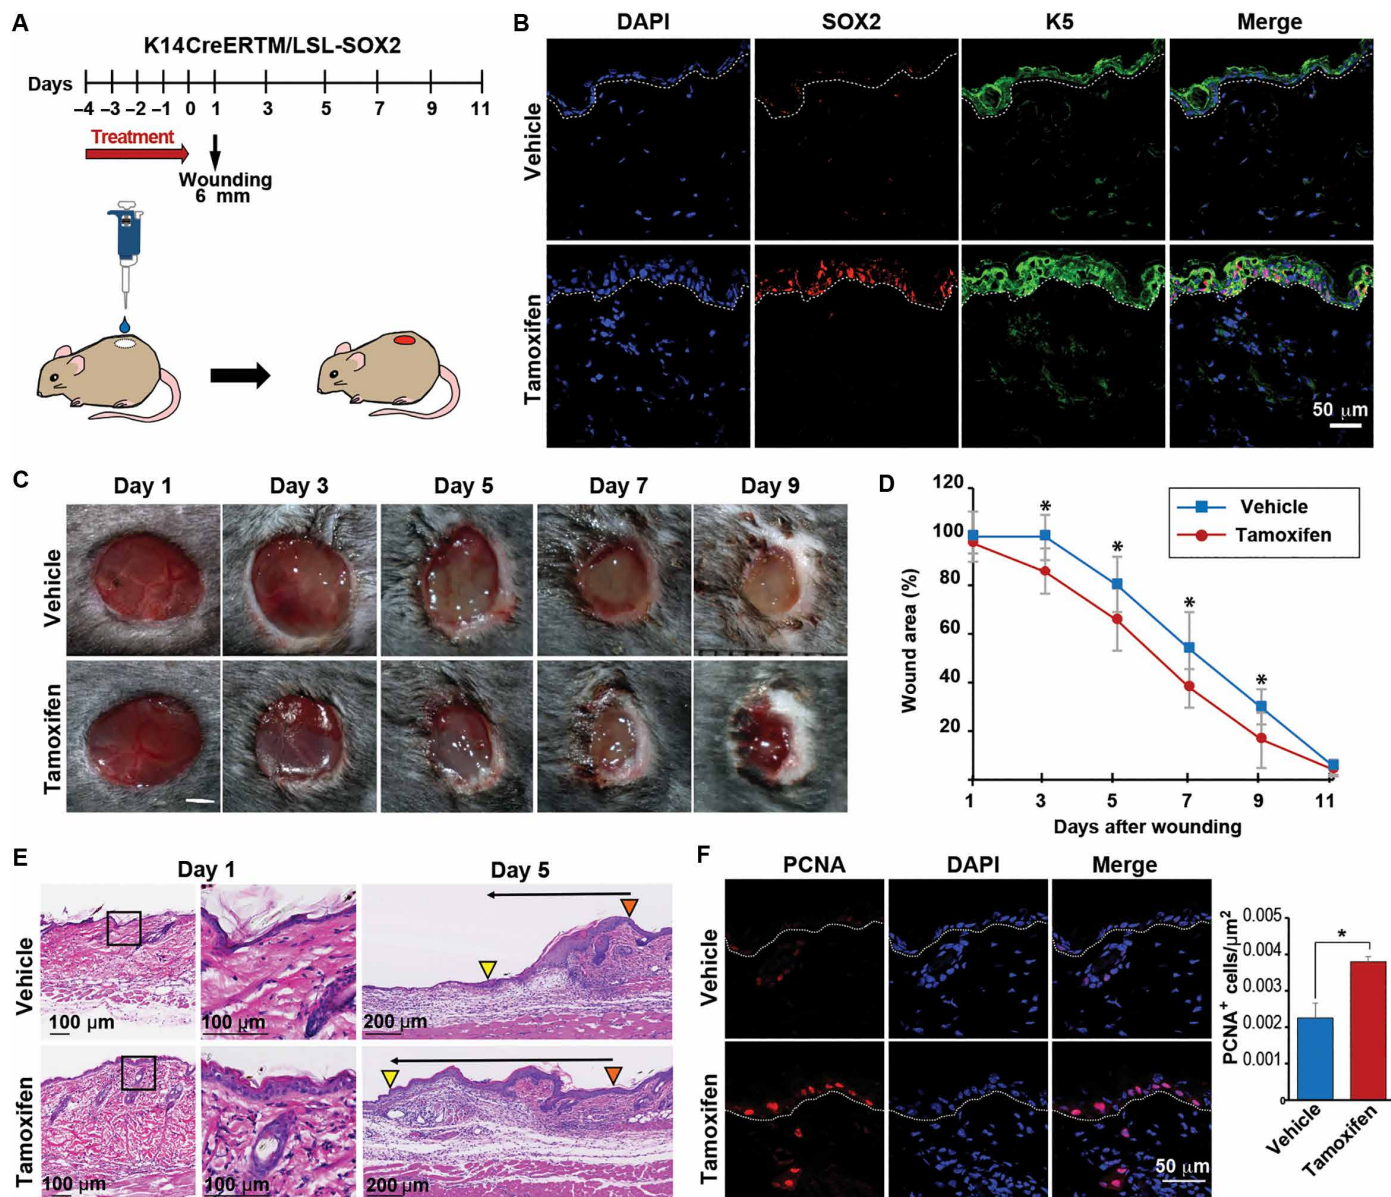 A
K14CreERTM/LSL-SOX2
Days
–4 –3 –2 –1 0 1 3 5 7 8 9 11
Treatment
Wounding
6 mm
B
DAPI SOX2 K5 Merge
Vehicle
Tamoxifen
50 µm
C
Day 1 Day 3 Day 5 Day 7 Day 9
Vehicle
Tamoxifen
D
120
100
80
60
40
20
Wound area (%)
Vehicle
Tamoxifen
*
*
*
*
1 3 5 7 9 11
Days after wounding
E
Day 1 Day 5
Vehicle
100 µm 100 µm 200 µm
Tamoxifen
100 µm 100 µm 200 µm
F
PCNA DAPI Merge
Vehicle
Tamoxifen
50 µm
PCNA+ cells/µm2
0.005
0.004
0.003
0.002
0.001
0
*
Vehicle
Tamoxifen